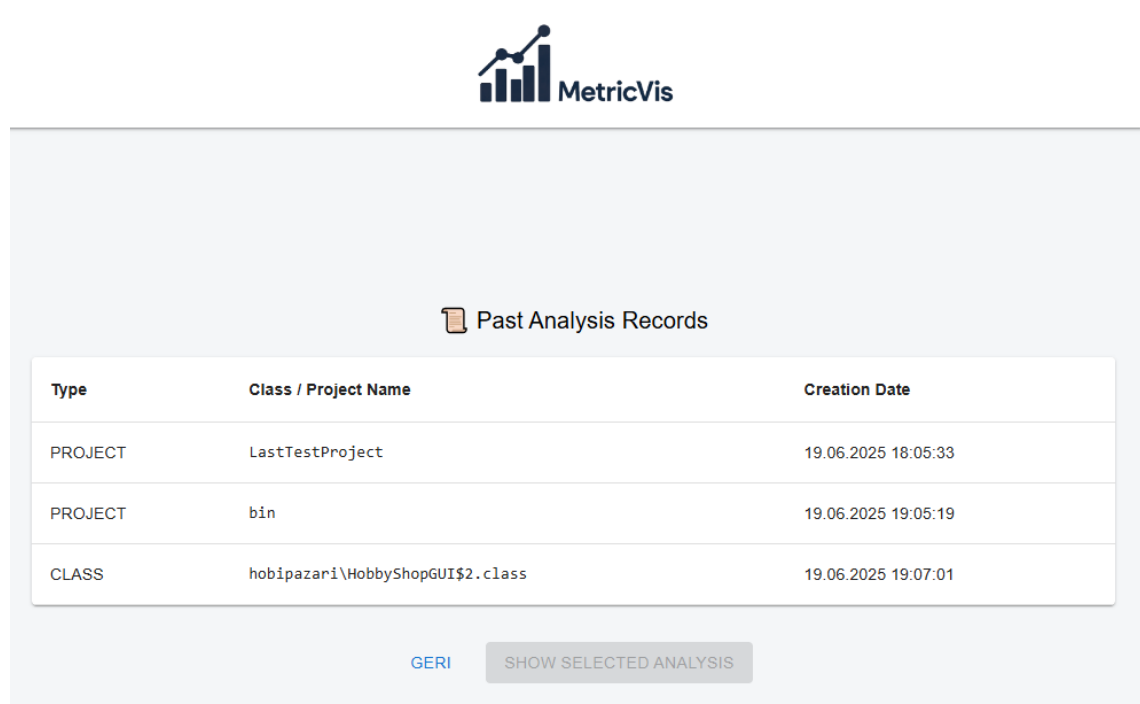 MetricVis
Past Analysis Records
Type Class / Project Name Creation Date
PROJECT LastTestProject 19.06.2025 18:05:33
PROJECT bin 19.06.2025 19:05:19
CLASS hobipazari\HobbyShopGUI$2.class 19.06.2025 19:07:01
GERI SHOW SELECTED ANALYSIS